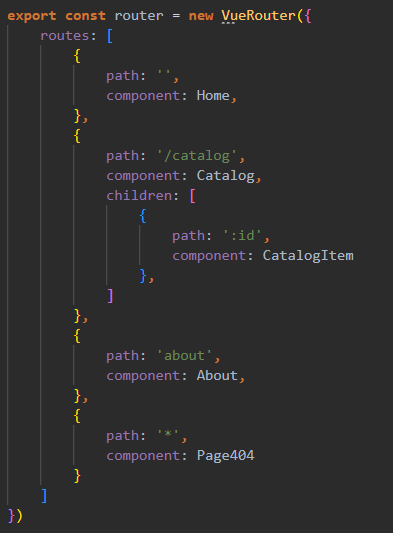 export const router = new VueRouter({
    routes: [
        {
            path: '',
            component: Home,
        },
        {
            path: '/catalog',
            component: Catalog,
            children: [
                {
                    path: ':id',
                    component: CatalogItem
                },
            ]
        },
        {
            path: 'about',
            component: About,
        },
        {
            path: '*',
            component: Page404
        }
    ]
})